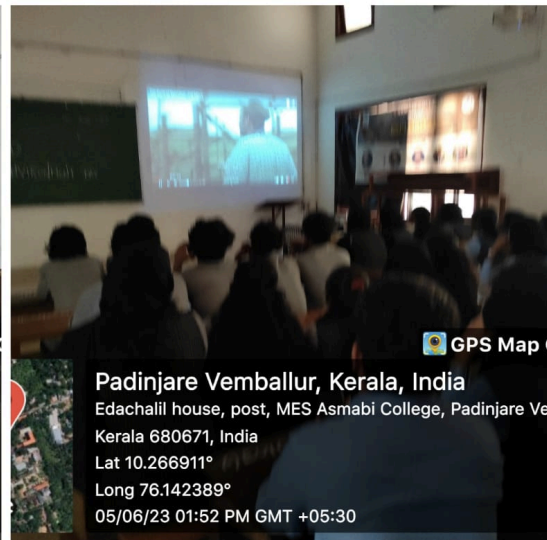 GPS Map
Padinjare Vemballur, Kerala, India
Edachalil house, post, MES Asmabi College, Padinjare Ve
Kerala 680671, India
Lat 10.266911°
Long 76.142389°
05/06/23 01:52 PM GMT +05:30